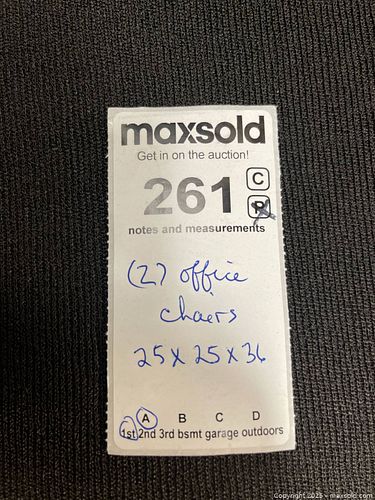 maxsold
Get in on the auction!
261 C
P
notes and measurements
(2) office
chairs
25 x 25 x 36
A B C D
1st 2nd 3rd bsmt garage outdoors
Copyright 2025 - maxsold.com